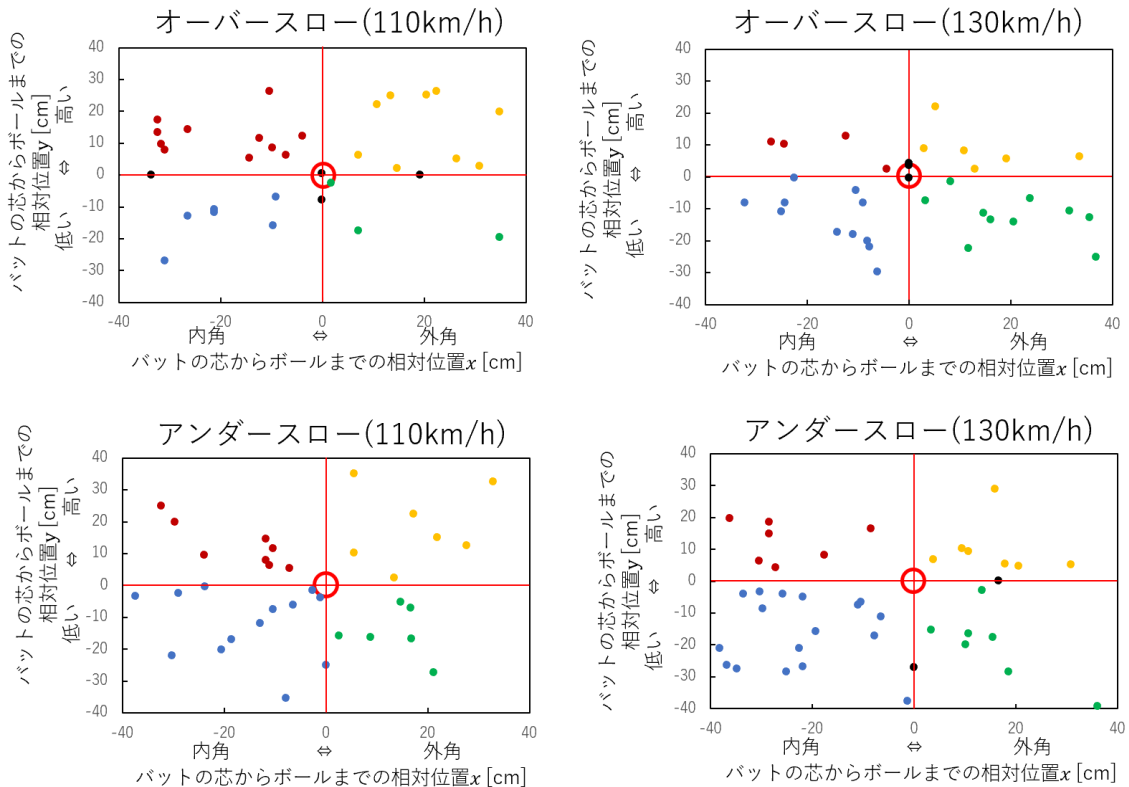 オーバースロー(110km/h)
バットの芯からボールまでの
相対位置y [cm]
低い ⇔ 高い
40
30
20
10
0
-10
-20
-30
-40
-40
-20
0
20
40
内角 ⇔ 外角
バットの芯からボールまでの相対位置x [cm]
オーバースロー(130km/h)
バットの芯からボールまでの
相対位置y [cm]
低い ⇔ 高い
40
30
20
10
0
-10
-20
-30
-40
-40
-20
0
20
40
内角 ⇔ 外角
バットの芯からボールまでの相対位置x [cm]
アンダースロー(110km/h)
バットの芯からボールまでの
相対位置y [cm]
低い ⇔ 高い
40
30
20
10
0
-10
-20
-30
-40
-40
-20
0
20
40
内角 ⇔ 外角
バットの芯からボールまでの相対位置x [cm]
アンダースロー(130km/h)
バットの芯からボールまでの
相対位置y [cm]
低い ⇔ 高い
40
30
20
10
0
-10
-20
-30
-40
-40
-20
0
20
40
内角 ⇔ 外角
バットの芯からボールまでの相対位置x [cm]